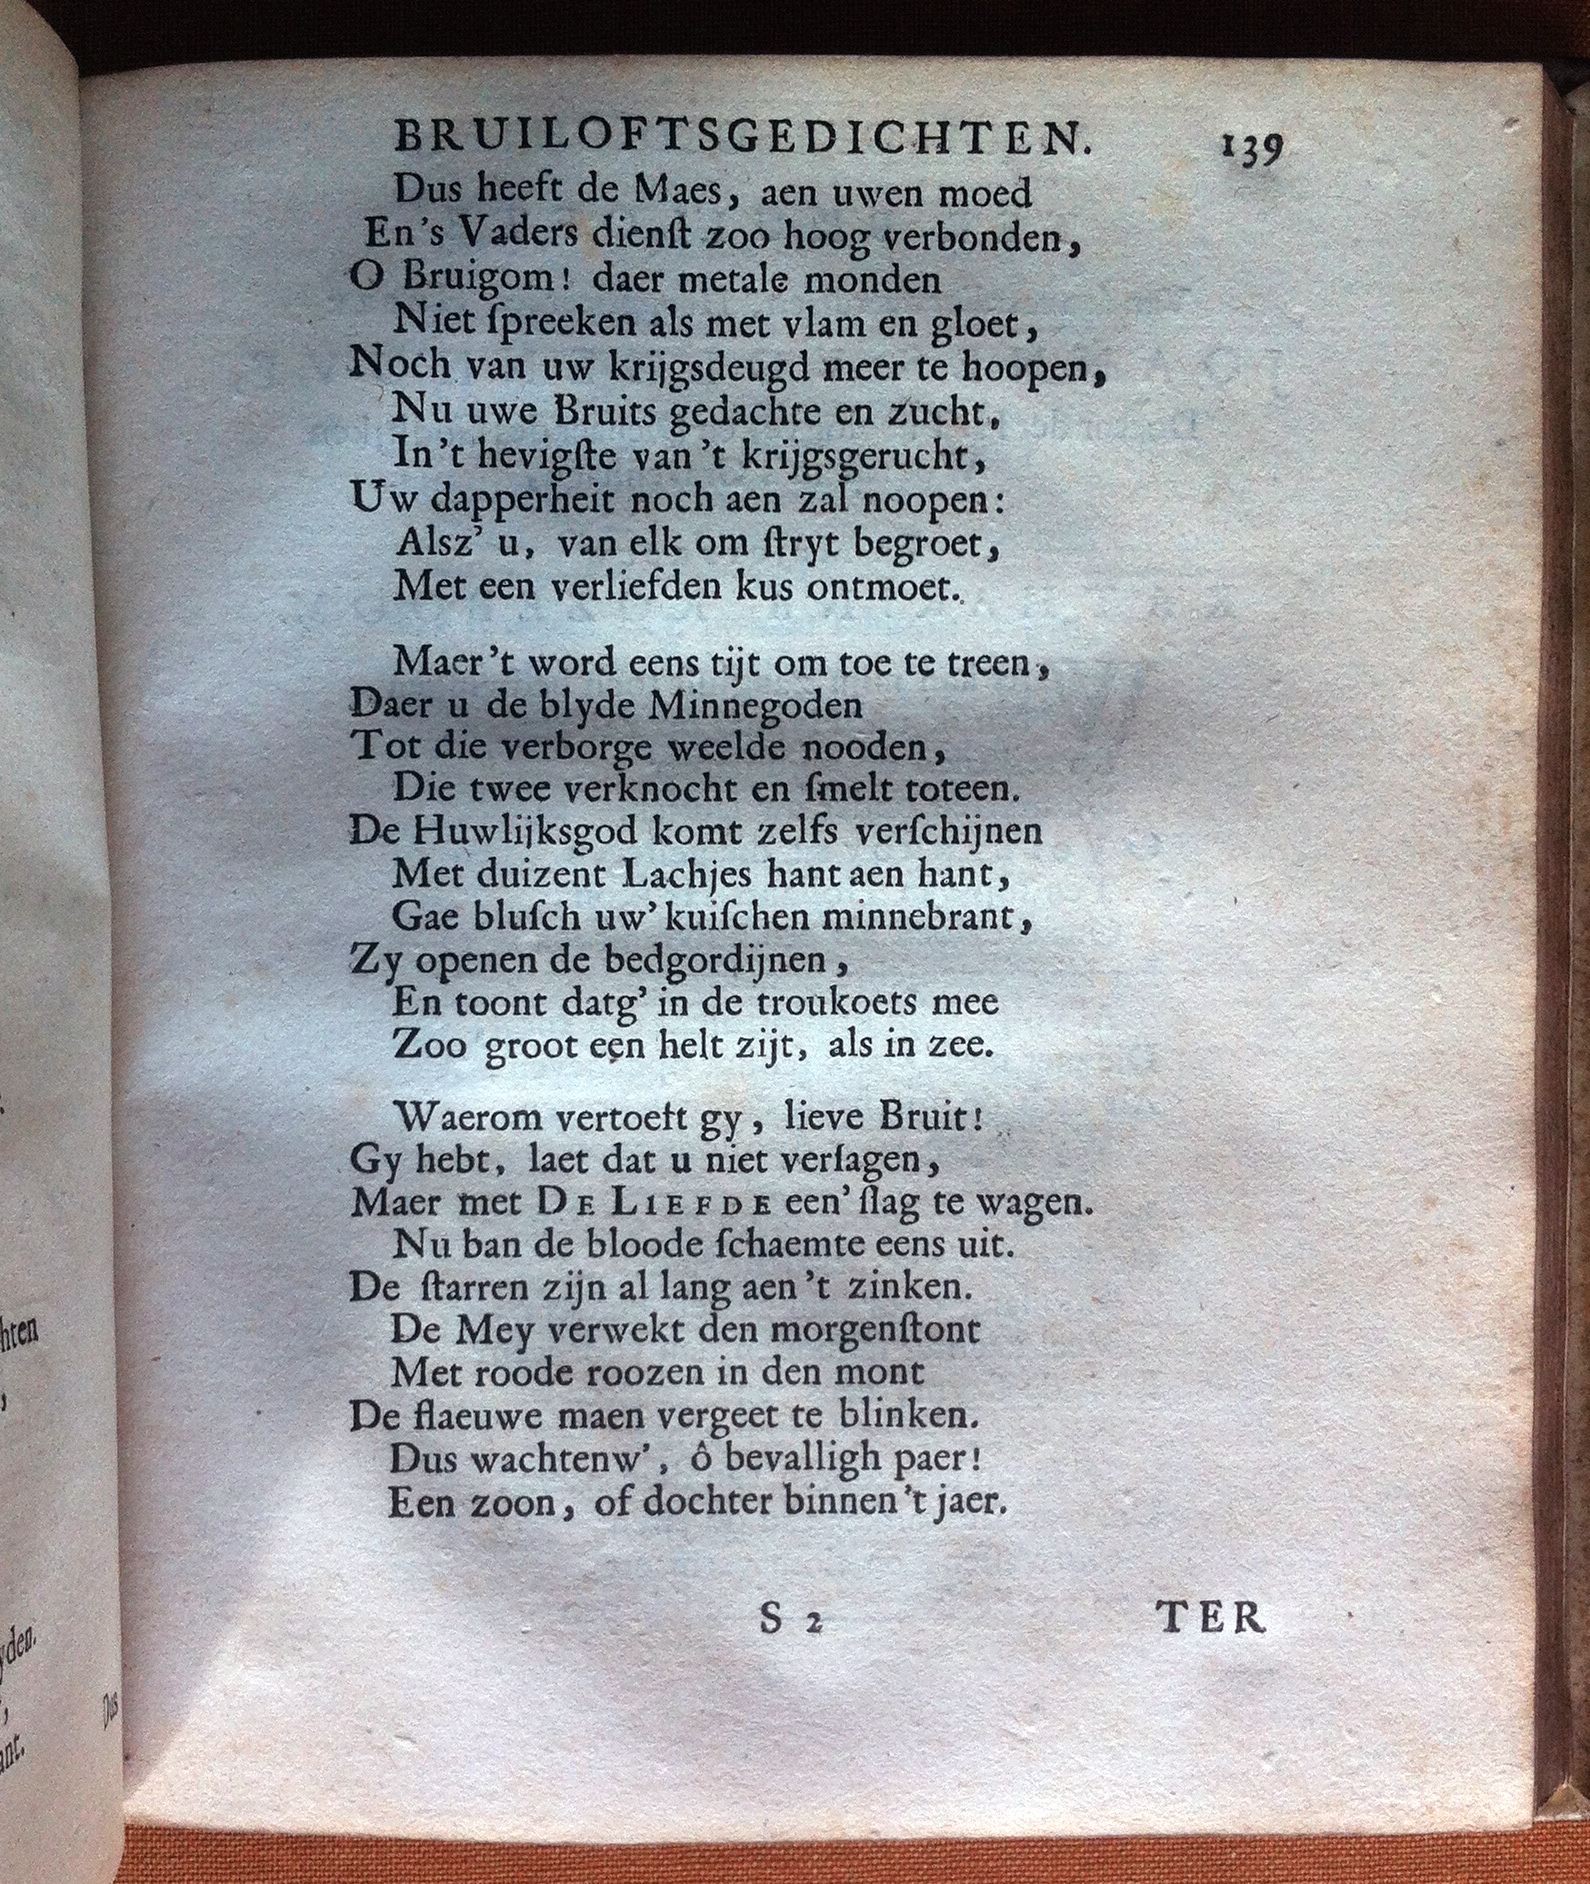 BRUILOFTSGEDICHTEN. 139
Dus heeft de Maes, aen uwen moed
En's Vaders dienſt zoo hoog verbonden,
O Bruigom! daer metale monden
Niet ſpreeken als met vlam en gloet,
Noch van uw krijgsdeugd meer te hoopen,
Nu uwe Bruits gedachte en zucht,
In't hevigſte van 't krijgsgerucht,
Uw dapperheit noch aen zal noopen:
Alsz' u, van elk om ſtryt begroet,
Met een verliefden kus ontmoet.
Maer't word eens tijt om toe te treen,
Daer u de blyde Minnegoden
Tot die verborge weelde nooden,
Die twee verknocht en ſmelt toteen.
De Huwlijksgod komt zelfs verſchijnen
Met duizent Lachjes hant aen hant,
Gae bluſch uw' kuiſchen minnebrant,
Zy openen de bedgordijnen,
En toont datg' in de troukoets mee
Zoo groot een helt zijt, als in zee.
Waerom vertoeft gy, lieve Bruit!
Gy hebt, laet dat u niet verſagen,
Maer met DE LIEFDE een' ſlag te wagen.
Nu ban de bloode ſchaemte eens uit.
De ſtarren zijn al lang aen 't zinken.
De Mey verwekt den morgenſtont
Met roode roozen in den mont
De flaeuwe maen vergeet te blinken.
Dus wachtenw', ô bevalligh paer!
Een zoon, of dochter binnen 't jaer.
S 2 TER
hten
,
yden.
,
ant.
Dus